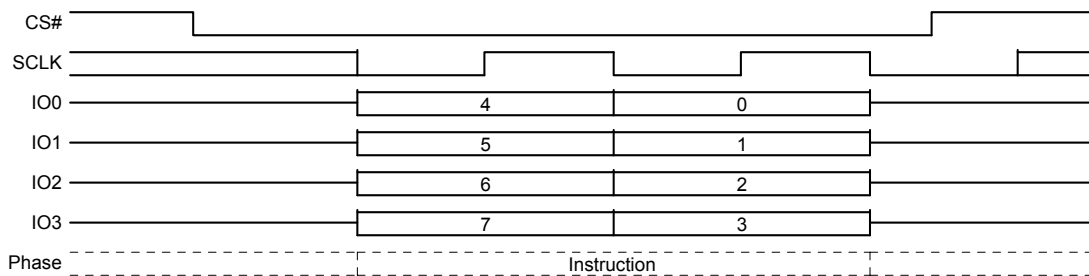 CS#
SCLK
IO0 4 0
IO1 5 1
IO2 6 2
IO3 7 3
Phase Instruction